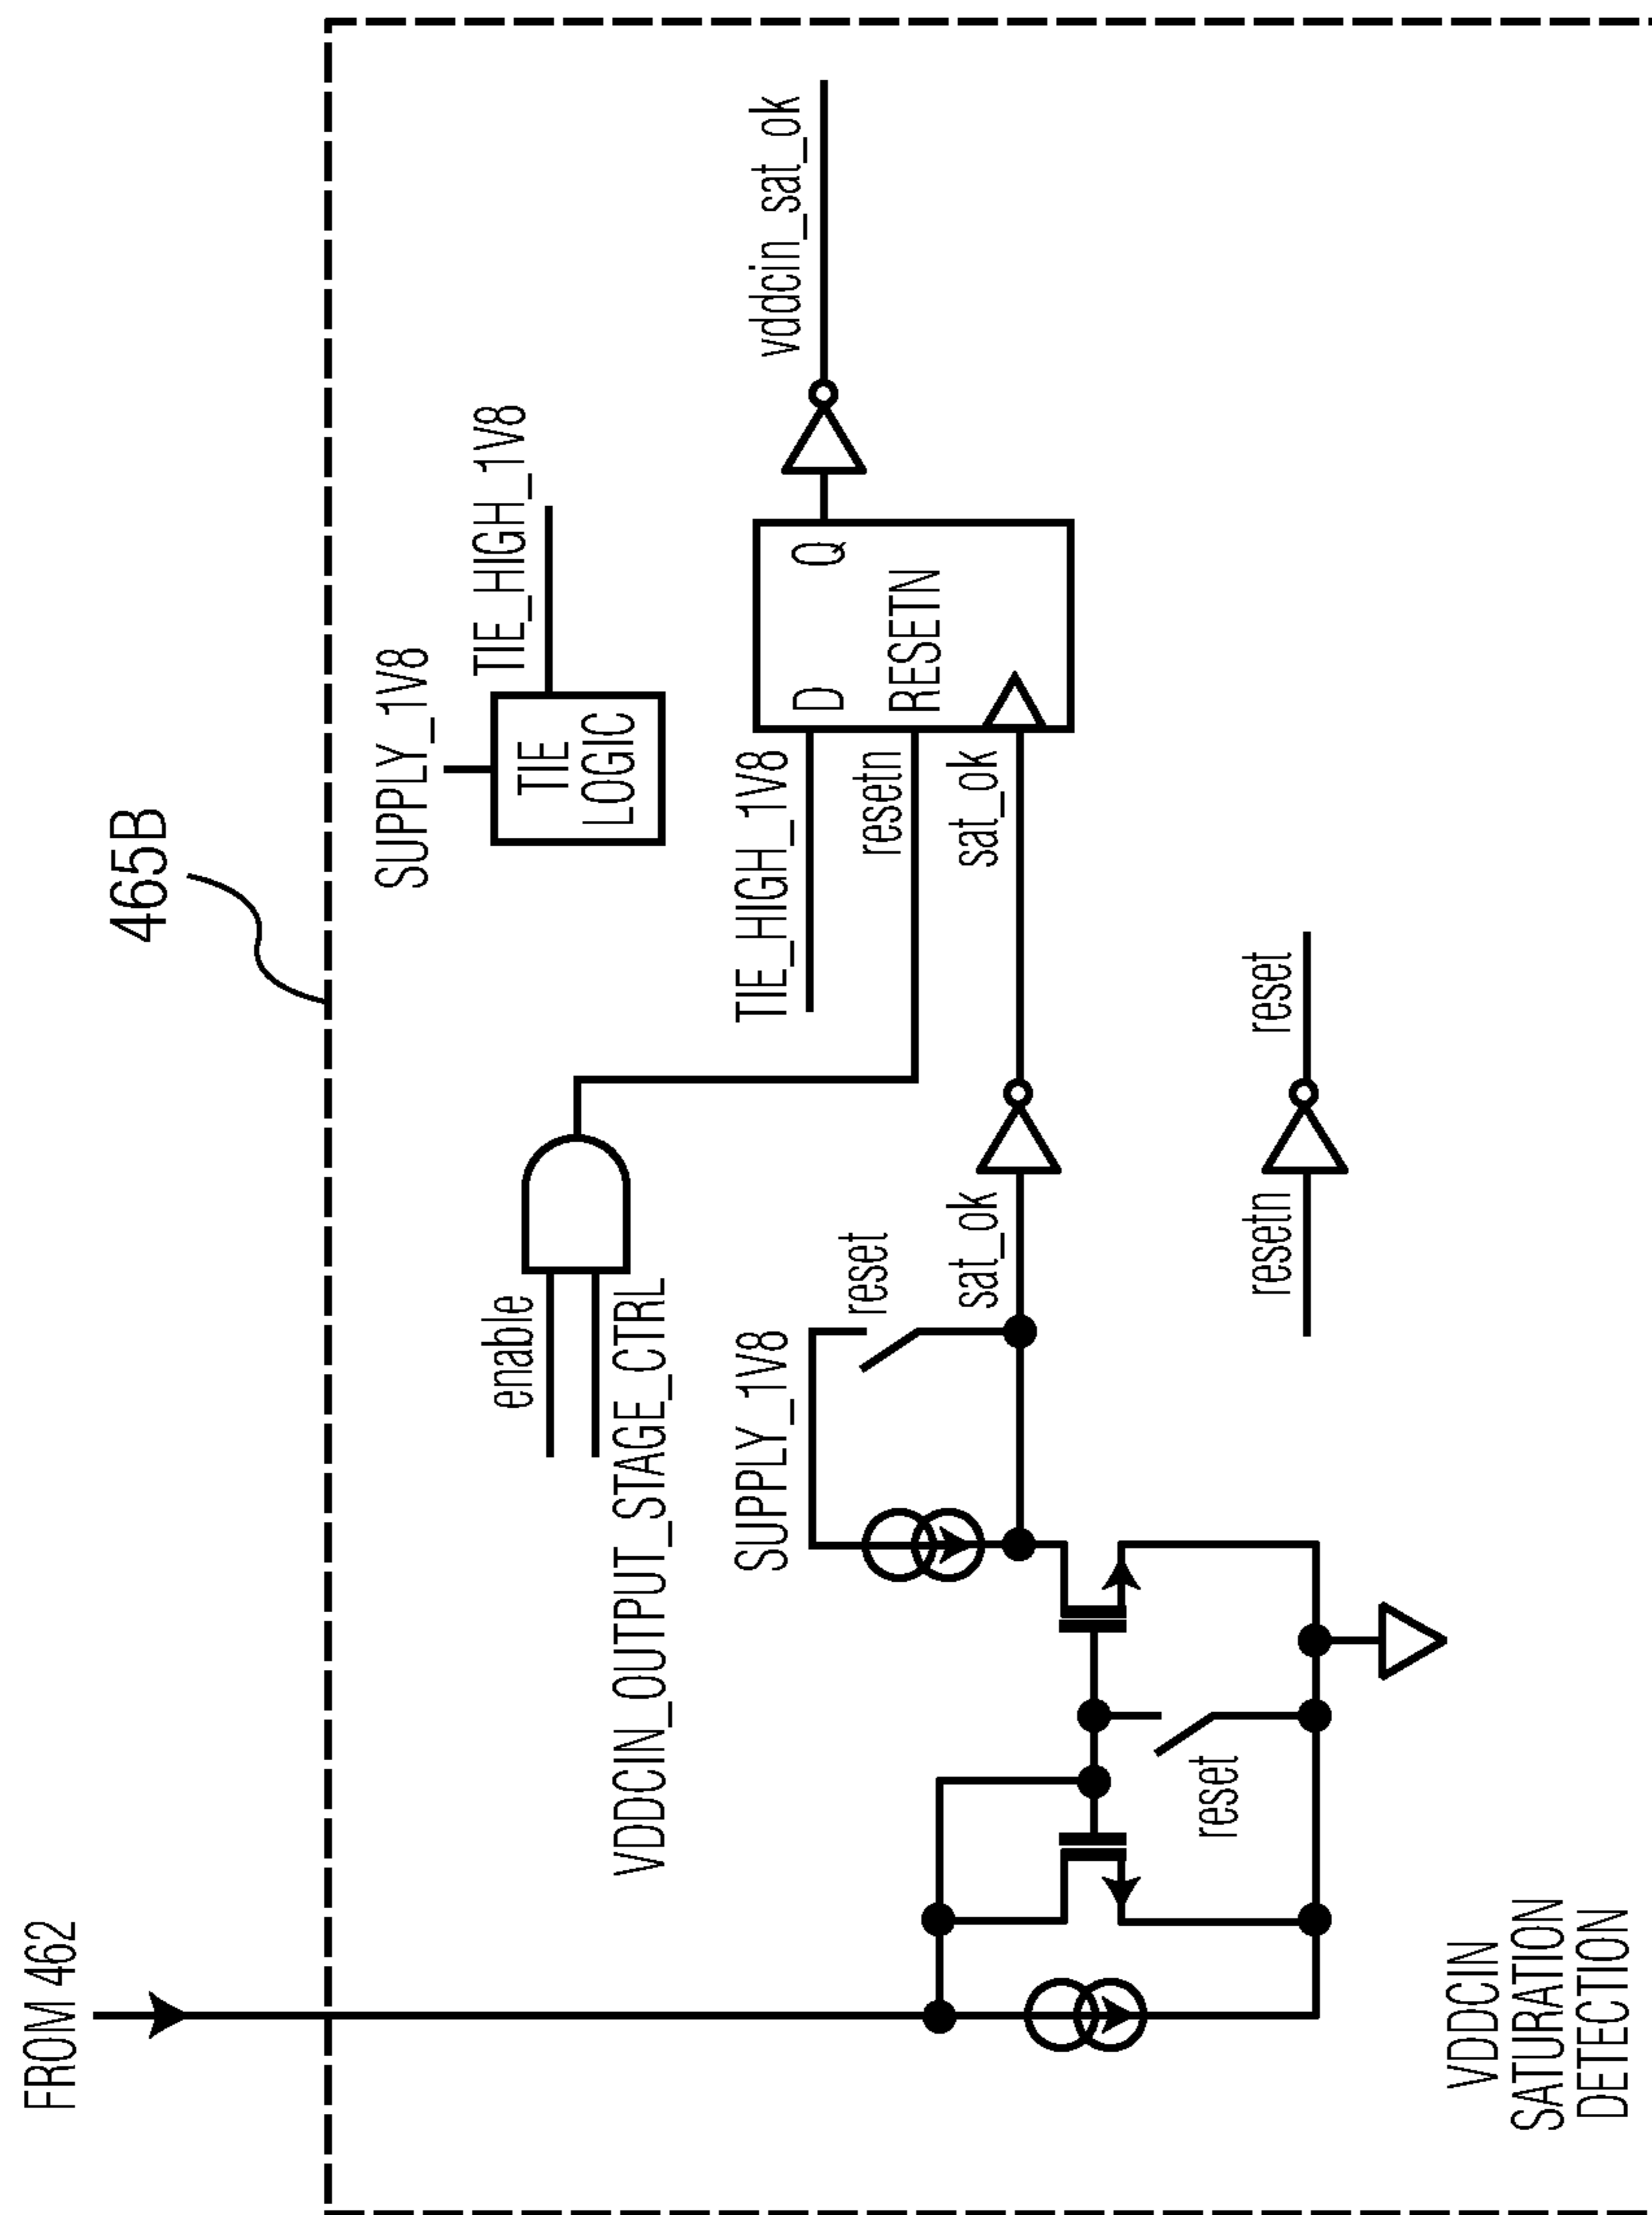 FROM 462
465B
SUPPLY_1V8
TIE
LOGIC
TIE_HIGH_1V8
enable
VDDCIN_OUTPUT_STAGE_CTRL
TIE_HIGH_1V8
resetn
sat_ok
D
Q
RESETN
vddcin_sat_ok
SUPPLY_1V8
reset
sat_ok
reset
resetn
reset
VDDCIN
SATURATION
DETECTION